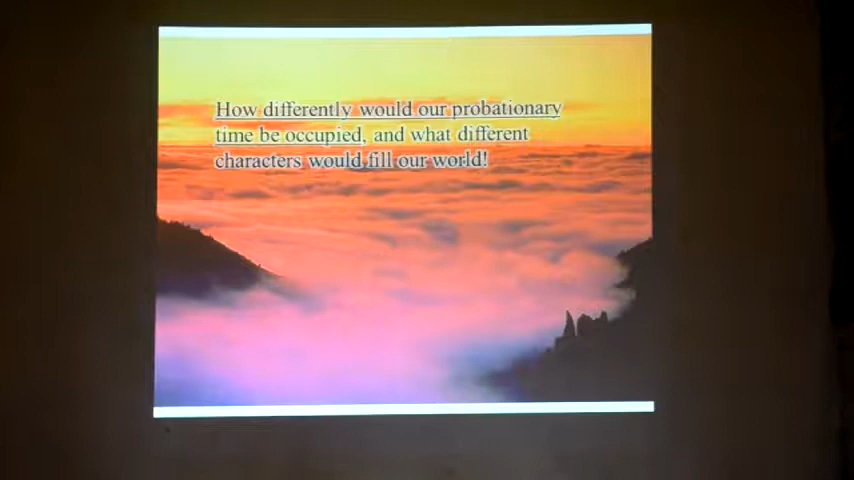 How differently would our probationary
time be occupied, and what different
characters would fill our world!